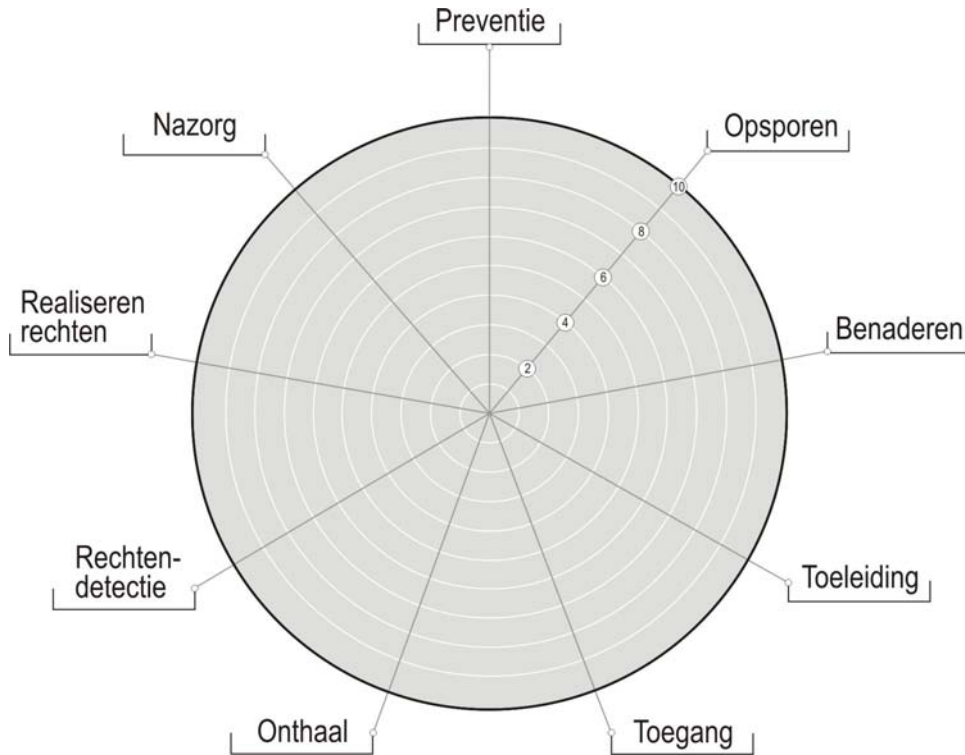 Preventie
Nazorg
Opsporen
10
8
6
4
2
Realiseren
rechten
Benaderen
Rechten-
detectie
Toeleiding
Onthaal
Toegang